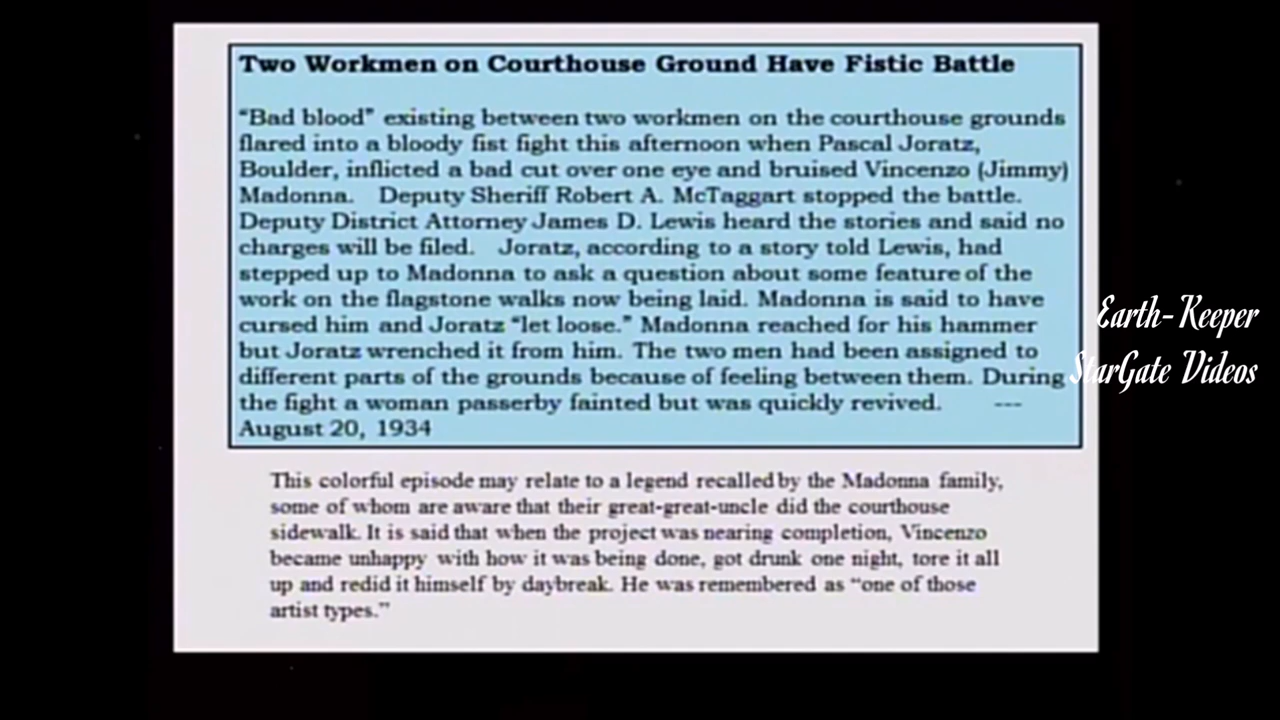 Two Workmen on Courthouse Ground Have Fistic Battle
“Bad blood” existing between two workmen on the courthouse grounds
flared into a bloody fist fight this afternoon when Pascal Joratz,
Boulder, inflicted a bad cut over one eye and bruised Vincenzo (Jimmy)
Madonna. Deputy Sheriff Robert A. McTaggart stopped the battle.
Deputy District Attorney James D. Lewis heard the stories and said no
charges will be filed. Joratz, according to a story told Lewis, had
stepped up to Madonna to ask a question about some feature of the
work on the flagstone walks now being laid. Madonna is said to have
cursed him and Joratz “let loose.” Madonna reached for his hammer
but Joratz wrenched it from him. The two men had been assigned to
different parts of the grounds because of feeling between them. During
the fight a woman passerby fainted but was quickly revived. ---
August 20, 1934
This colorful episode may relate to a legend recalled by the Madonna family,
some of whom are aware that their great-great-uncle did the courthouse
sidewalk. It is said that when the project was nearing completion, Vincenzo
became unhappy with how it was being done, got drunk one night, tore it all
up and redid it himself by daybreak. He was remembered as “one of those
artist types.”
Earth-Keeper
StarGate Videos